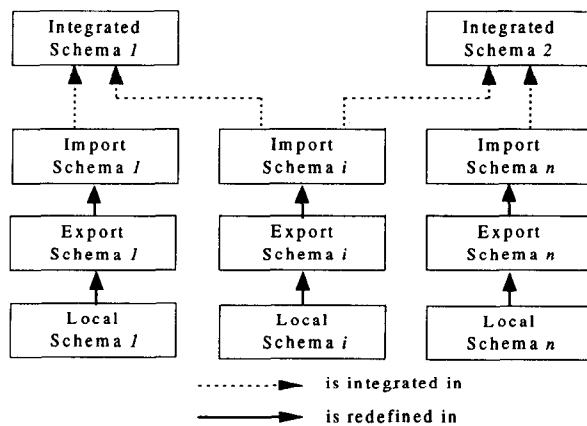 Integrated
Schema 1
Integrated
Schema 2
Import
Schema 1
Import
Schema i
Import
Schema n
Export
Schema 1
Export
Schema i
Export
Schema n
Local
Schema 1
Local
Schema i
Local
Schema n
is integrated in
is redefined in